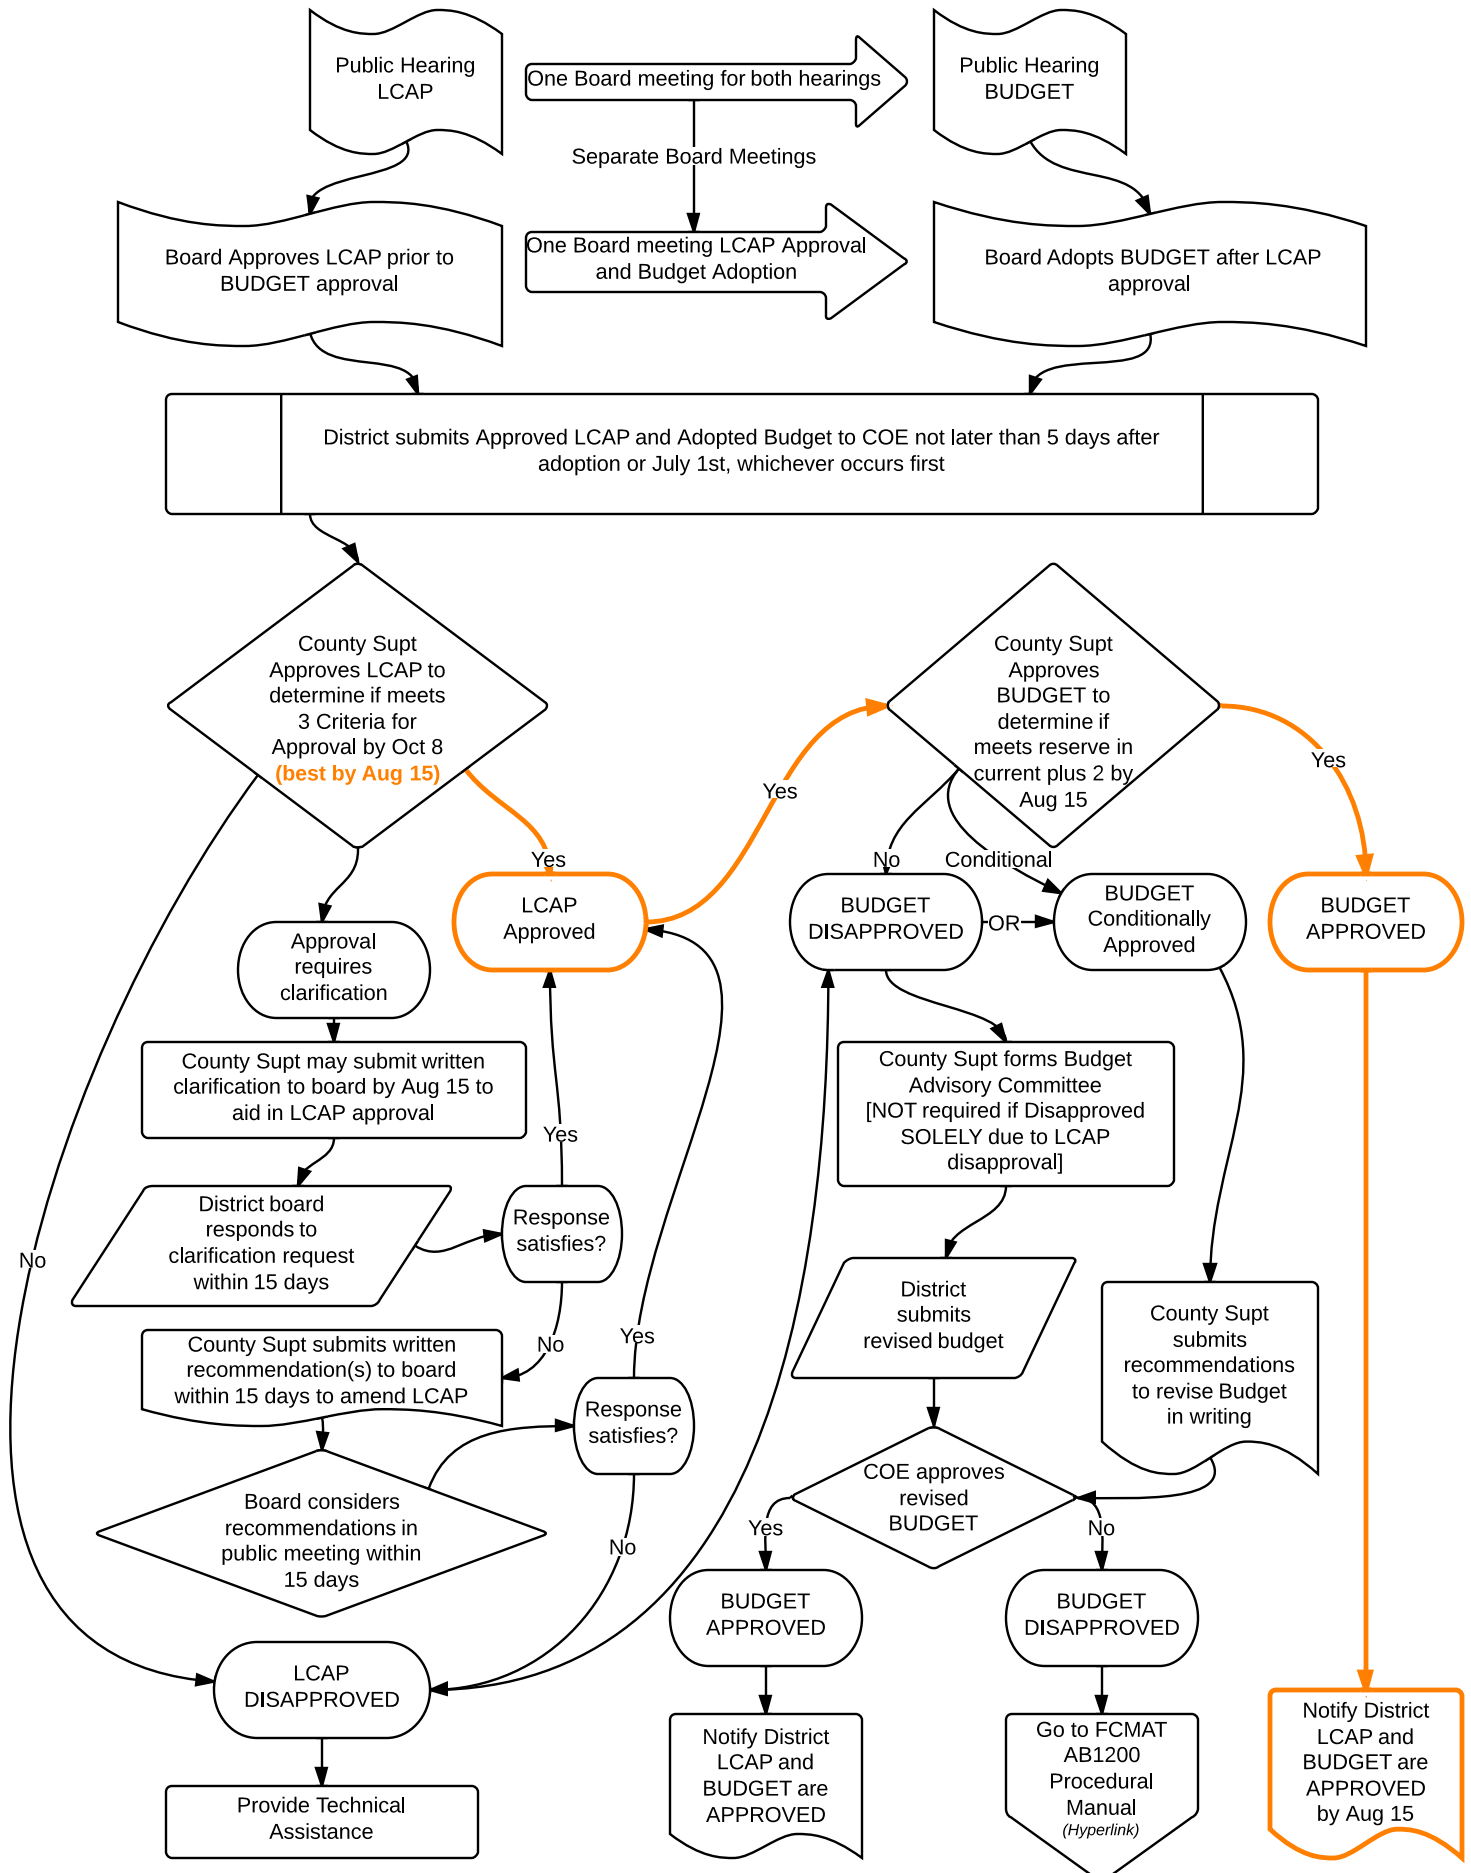 Public Hearing
LCAP
One Board meeting for both hearings
Public Hearing
BUDGET
Separate Board Meetings
Board Approves LCAP prior to
BUDGET approval
One Board meeting LCAP Approval
and Budget Adoption
Board Adopts BUDGET after LCAP
approval
District submits Approved LCAP and Adopted Budget to COE not later than 5 days after
adoption or July 1st, whichever occurs first
County Supt
Approves LCAP to
determine if meets
3 Criteria for
Approval by Oct 8
(best by Aug 15)
County Supt
Approves
BUDGET to
determine if
meets reserve in
current plus 2 by
Aug 15
Yes
Yes
Yes
No
Conditional
LCAP
Approved
BUDGET
DISAPPROVED
OR
BUDGET
Conditionally
Approved
BUDGET
APPROVED
Approval
requires
clarification
County Supt may submit written
clarification to board by Aug 15 to
aid in LCAP approval
Yes
County Supt forms Budget
Advisory Committee
[NOT required if Disapproved
SOLELY due to LCAP
disapproval]
District board
responds to
clarification request
within 15 days
Response
satisfies?
No
No
Yes
District
submits
revised budget
County Supt
submits
recommendations
to revise Budget
in writing
County Supt submits written
recommendation(s) to board
within 15 days to amend LCAP
Response
satisfies?
Board considers
recommendations in
public meeting within
15 days
No
COE approves
revised
BUDGET
Yes
No
BUDGET
APPROVED
BUDGET
DISAPPROVED
LCAP
DISAPPROVED
Notify District
LCAP and
BUDGET are
APPROVED
Go to FCMAT
AB1200
Procedural
Manual
(Hyperlink)
Notify District
LCAP and
BUDGET are
APPROVED
by Aug 15
Provide Technical
Assistance